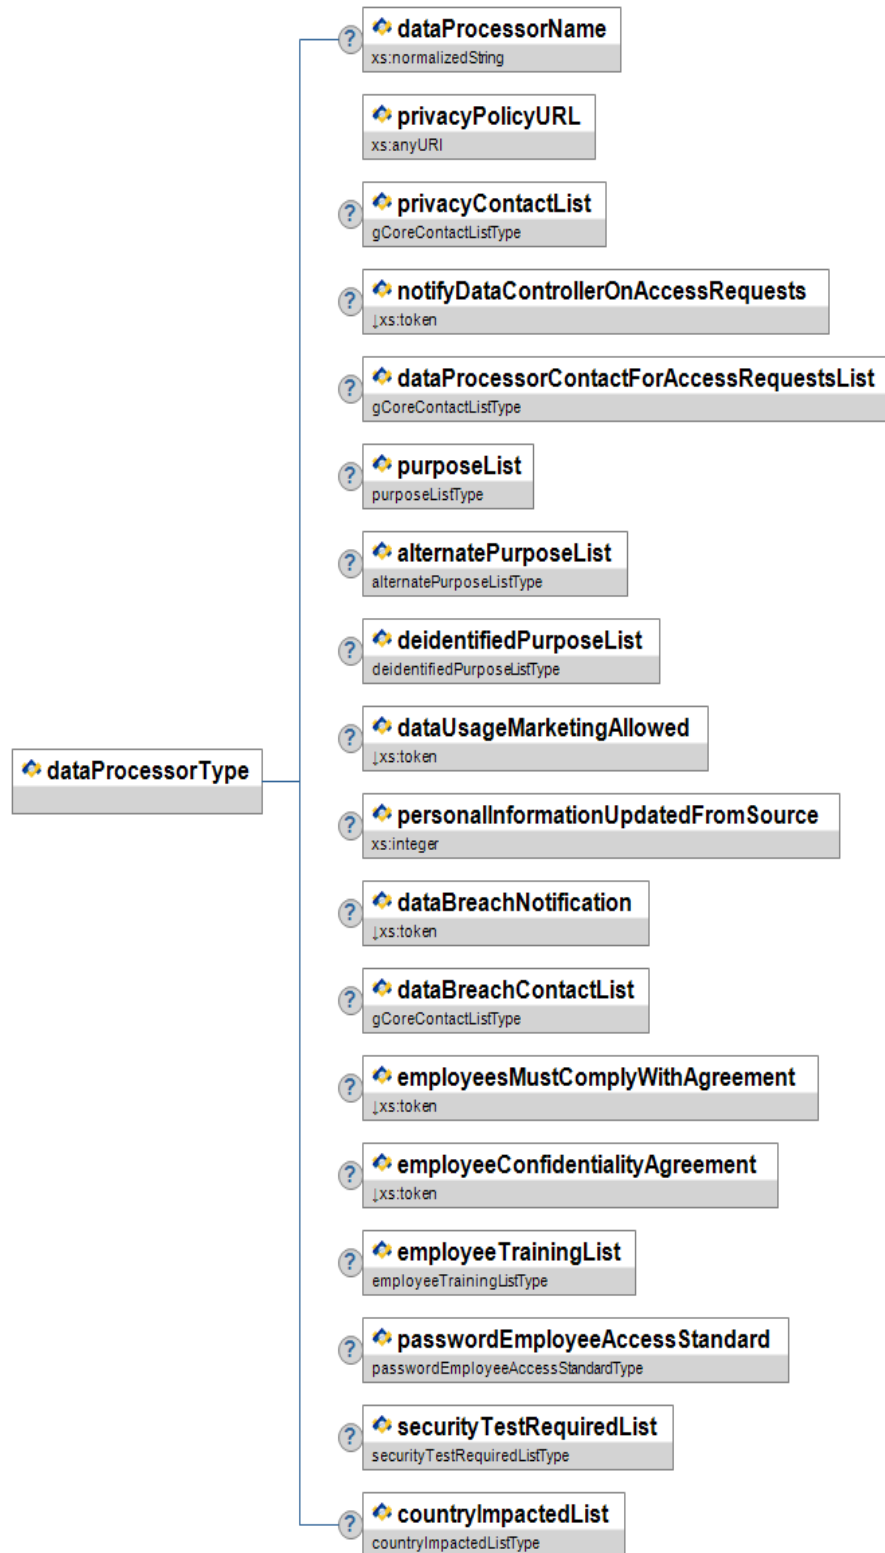 ?
dataProcessorName
xs:normalizedString
privacyPolicyURL
xs:anyURI
?
privacyContactList
gCoreContactListType
?
notifyDataControllerOnAccessRequests
↓xs:token
?
dataProcessorContactForAccessRequestsList
gCoreContactListType
?
purposeList
purposeListType
?
alternatePurposeList
alternatePurposeListType
?
deidentifiedPurposeList
deidentifiedPurposeListType
?
dataUsageMarketingAllowed
↓xs:token
dataProcessorType
?
personalInformationUpdatedFromSource
xs:integer
?
dataBreachNotification
↓xs:token
?
dataBreachContactList
gCoreContactListType
?
employeesMustComplyWithAgreement
↓xs:token
?
employeeConfidentialityAgreement
↓xs:token
?
employeeTrainingList
employeeTrainingListType
?
passwordEmployeeAccessStandard
passwordEmployeeAccessStandardType
?
securityTestRequiredList
securityTestRequiredListType
?
countryImpactedList
countryImpactedListType